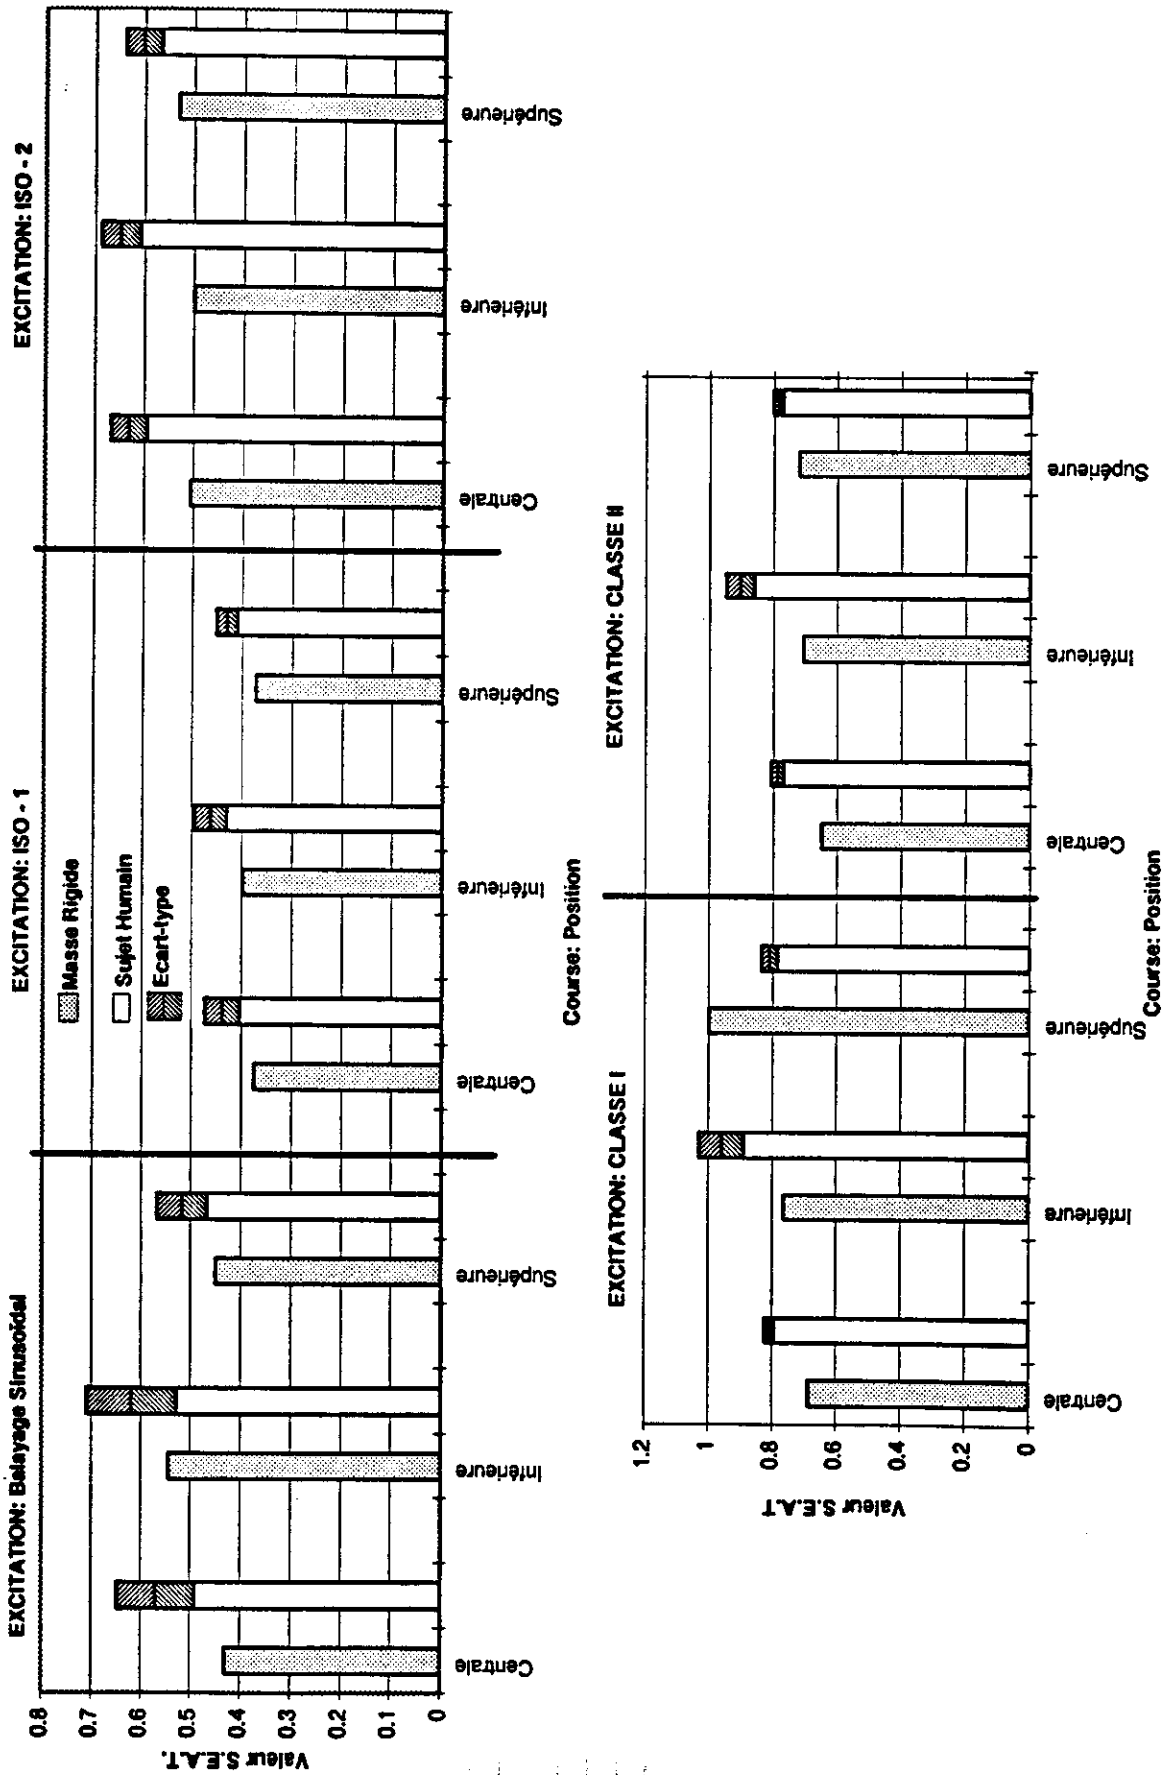 EXCITATION: Balayage Sinusoïdal
EXCITATION: ISO - 1
EXCITATION: ISO - 2
Masse Rigide
Sujet Humain
Ecart-type
Valeur S.E.A.T.
0.8
0.7
0.6
0.5
0.4
0.3
0.2
0.1
0
Centrale
Inférieure
Supérieure
Centrale
Inférieure
Supérieure
Centrale
Inférieure
Supérieure
Course: Position
EXCITATION: CLASSE I
EXCITATION: CLASSE II
Valeur S.E.A.T
1.2
1
0.8
0.6
0.4
0.2
0
Centrale
Inférieure
Supérieure
Centrale
Inférieure
Supérieure
Course: Position